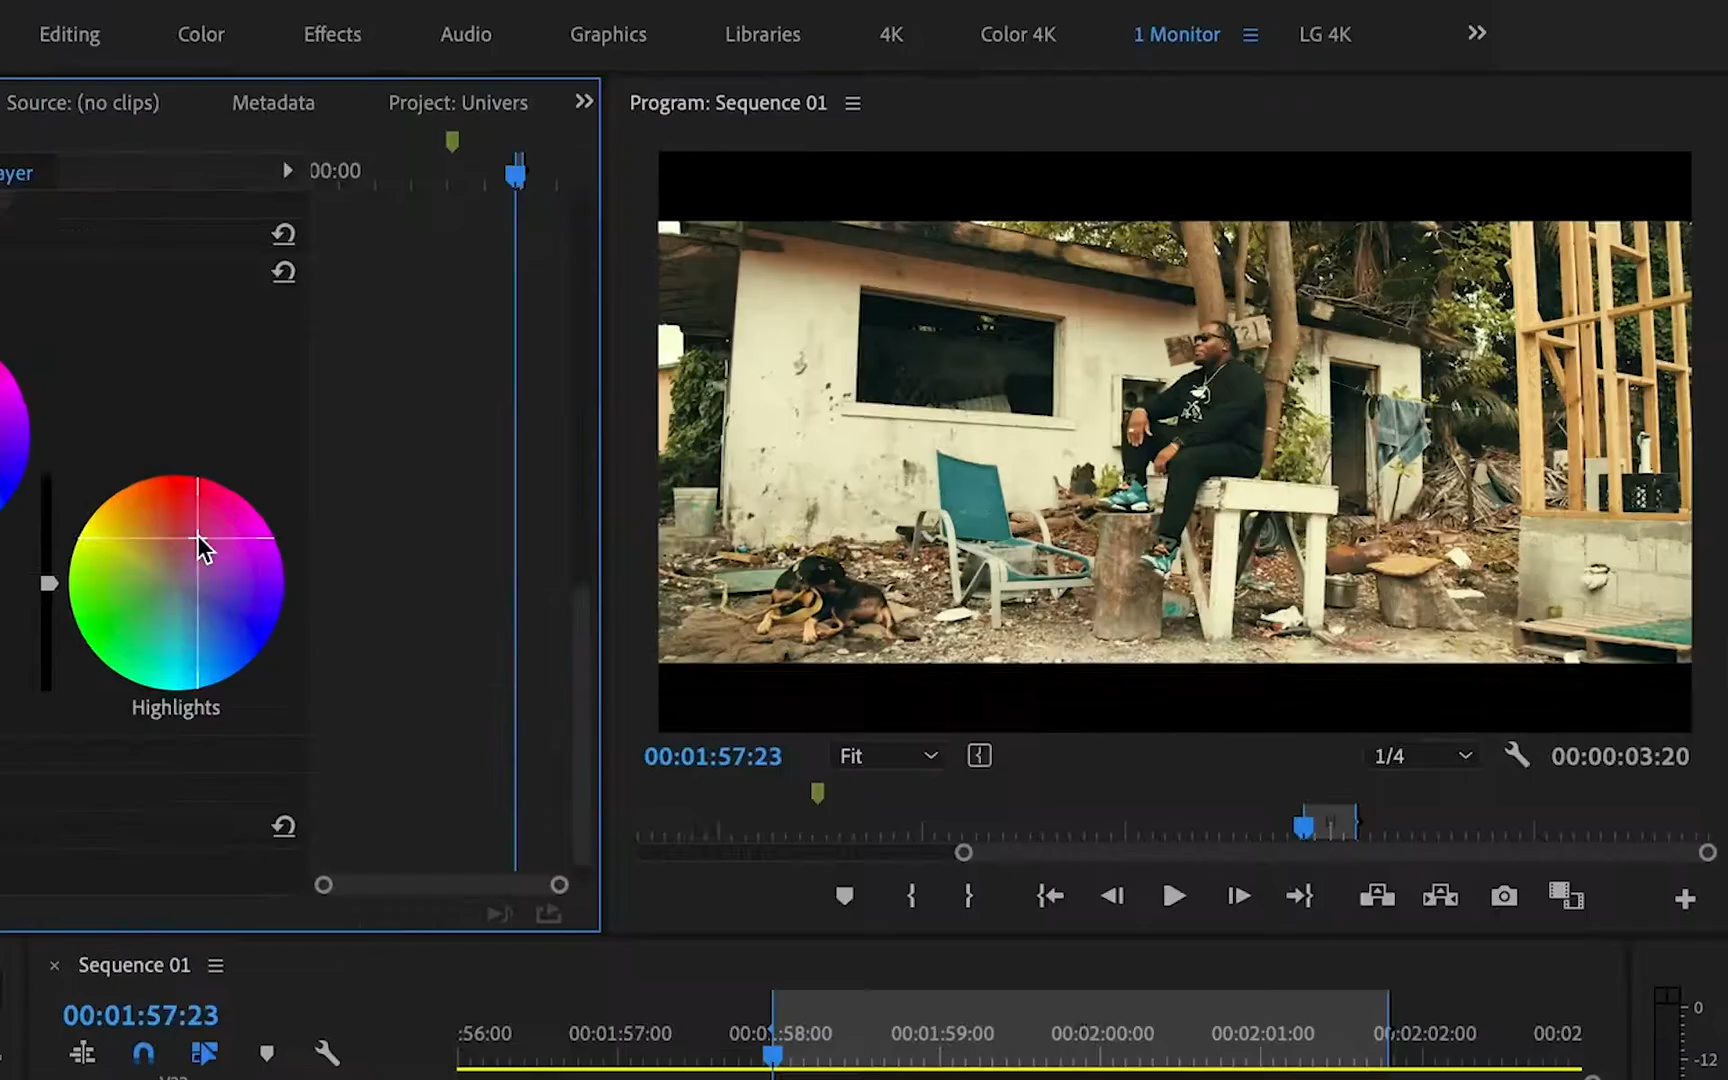 Editing Color Effects Audio Graphics Libraries 4K Color 4K 1 Monitor LG 4K
Source: (no clips) Metadata Project: Univers
Program: Sequence 01
ayer
00:00
Highlights
00:01:57:23 Fit 1/4 00:00:03:20
Sequence 01
00:01:57:23
:56:00 00:01:57:00 00:01:58:00 00:01:59:00 00:02:00:00 00:02:01:00 00:02:02:00 00:02
0
-12